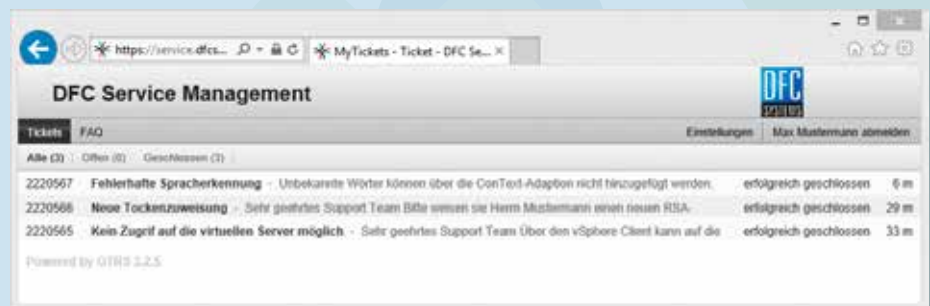 https://service.dfcs...
MyTickets - Ticket - DFC Se...
DFC Service Management
DFC
SYSTEMS
Tickets FAQ Einstellungen Max Mustermann abmelden
Alle (3) Offen (0) Geschlossen (3)
2220567 Fehlerhafte Spracherkennung - Unbekannte Wörter können über die ConText-Adaption nicht hinzugefügt werden. erfolgreich geschlossen 6 m
2220566 Neue Tockenzuweisung - Sehr geehrtes Support Team Bitte weisen sie Herrn Mustermann einen neuen RSA- erfolgreich geschlossen 29 m
2220565 Kein Zugrif auf die virtuellen Server möglich - Sehr geehrtes Support Team Über den vSphere Client kann auf die erfolgreich geschlossen 33 m
Powered by OTRS 3.2.5